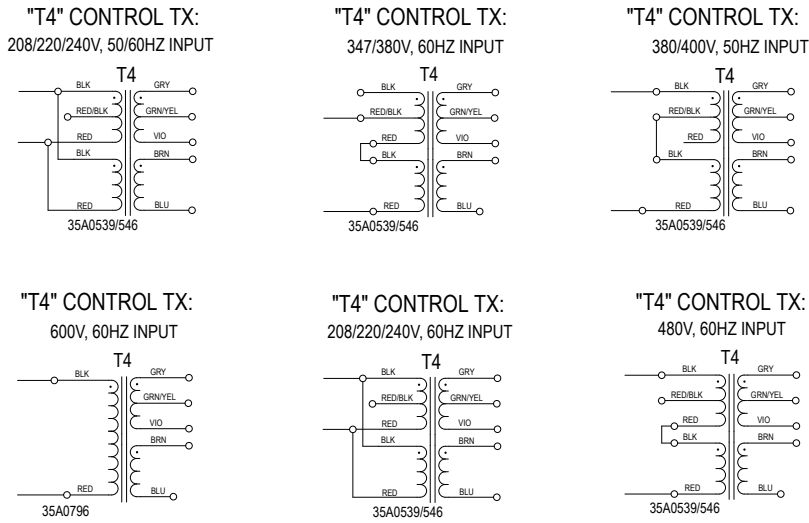 "T4" CONTROL TX:
208/220/240V, 50/60HZ INPUT
T4
BLK
GRY
RED/BLK
GRN/YEL
RED
VIO
BLK
BRN
RED
BLU
35A0539/546
"T4" CONTROL TX:
347/380V, 60HZ INPUT
T4
BLK
GRY
RED/BLK
GRN/YEL
RED
VIO
BLK
BRN
RED
BLU
35A0539/546
"T4" CONTROL TX:
380/400V, 50HZ INPUT
T4
BLK
GRY
RED/BLK
GRN/YEL
RED
VIO
BLK
BRN
RED
BLU
35A0539/546
"T4" CONTROL TX:
600V, 60HZ INPUT
T4
BLK
GRY
GRN/YEL
VIO
BRN
RED
BLU
35A0796
"T4" CONTROL TX:
208/220/240V, 60HZ INPUT
T4
BLK
GRY
RED/BLK
GRN/YEL
RED
VIO
BLK
BRN
RED
BLU
35A0539/546
"T4" CONTROL TX:
480V, 60HZ INPUT
T4
BLK
GRY
RED/BLK
GRN/YEL
RED
VIO
BLK
BRN
RED
BLU
35A0539/546